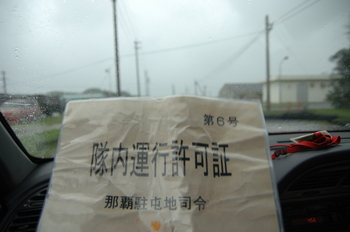 第6号
隊内運行許可証
那覇駐屯地司令